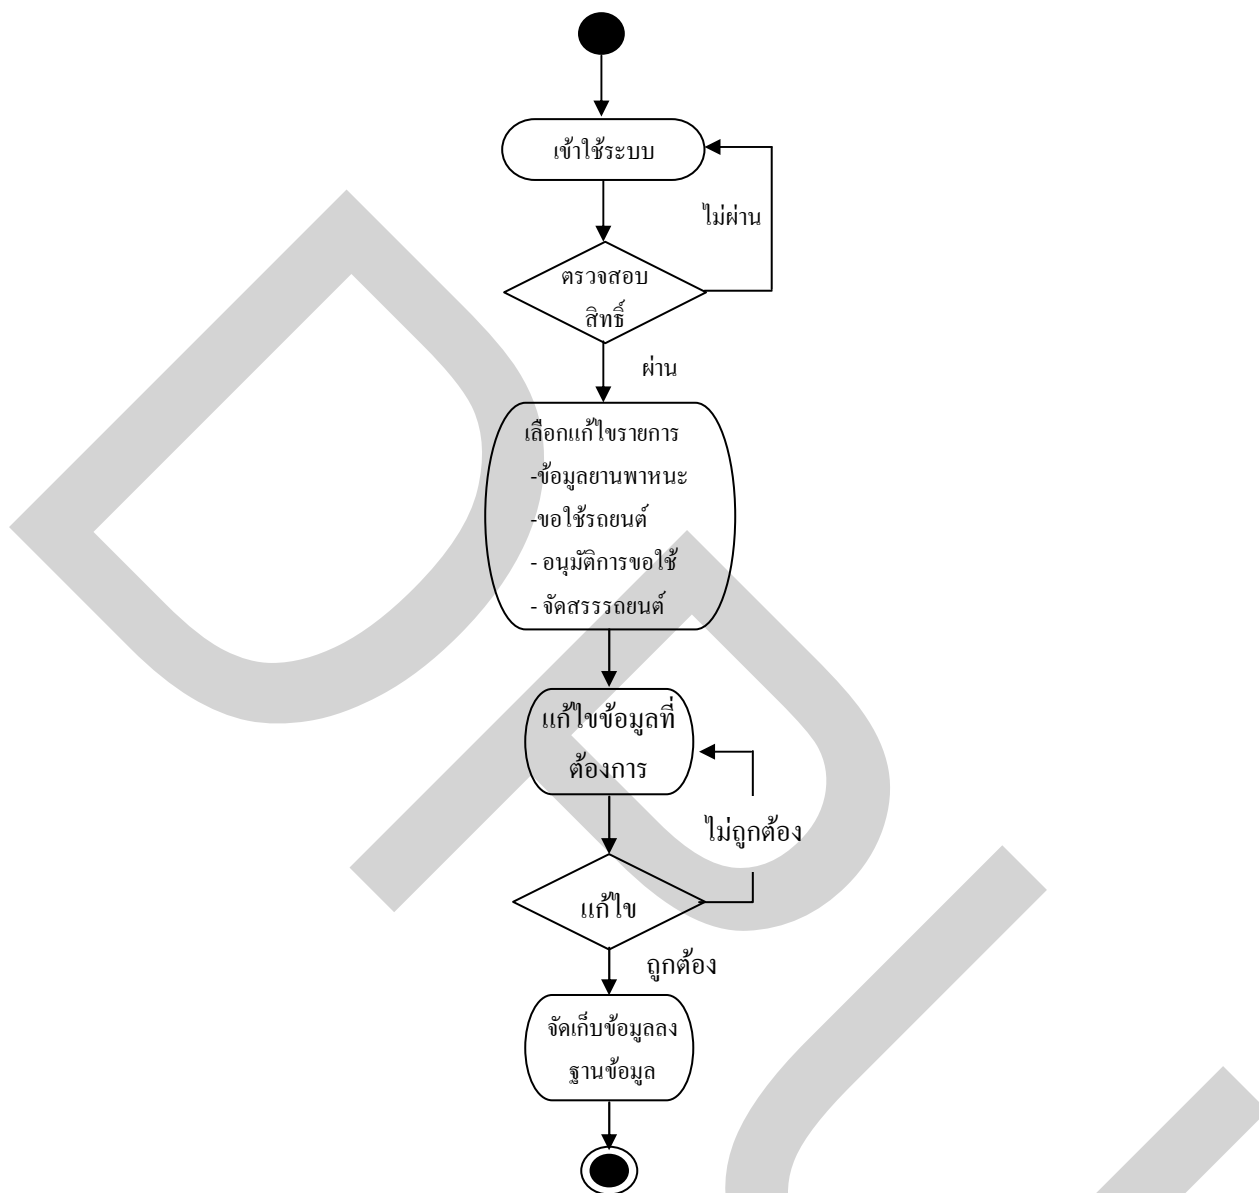 เข้าใช้ระบบ
ไม่ผ่าน
ตรวจสอบ
สิทธิ์
ผ่าน
เลือกแก้ไขรายการ
-ข้อมูลยานพาหนะ
-ขอใช้รถยนต์
- อนุมัติการขอใช้
- จัดสรรรถยนต์
แก้ไขข้อมูลที่
ต้องการ
ไม่ถูกต้อง
แก้ไข
ถูกต้อง
จัดเก็บข้อมูลลง
ฐานข้อมูล